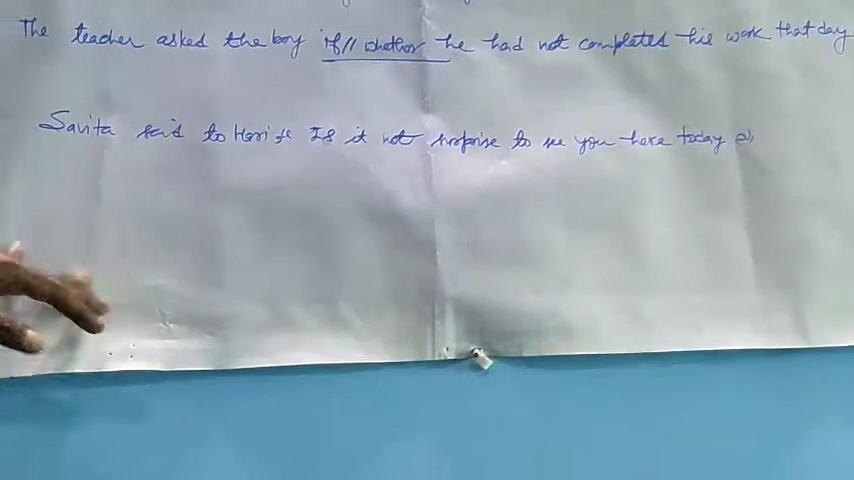 The teacher asked the boy if // whether he had not completed his work that day
Savita said to Hari " Is it not surprise to see you here today